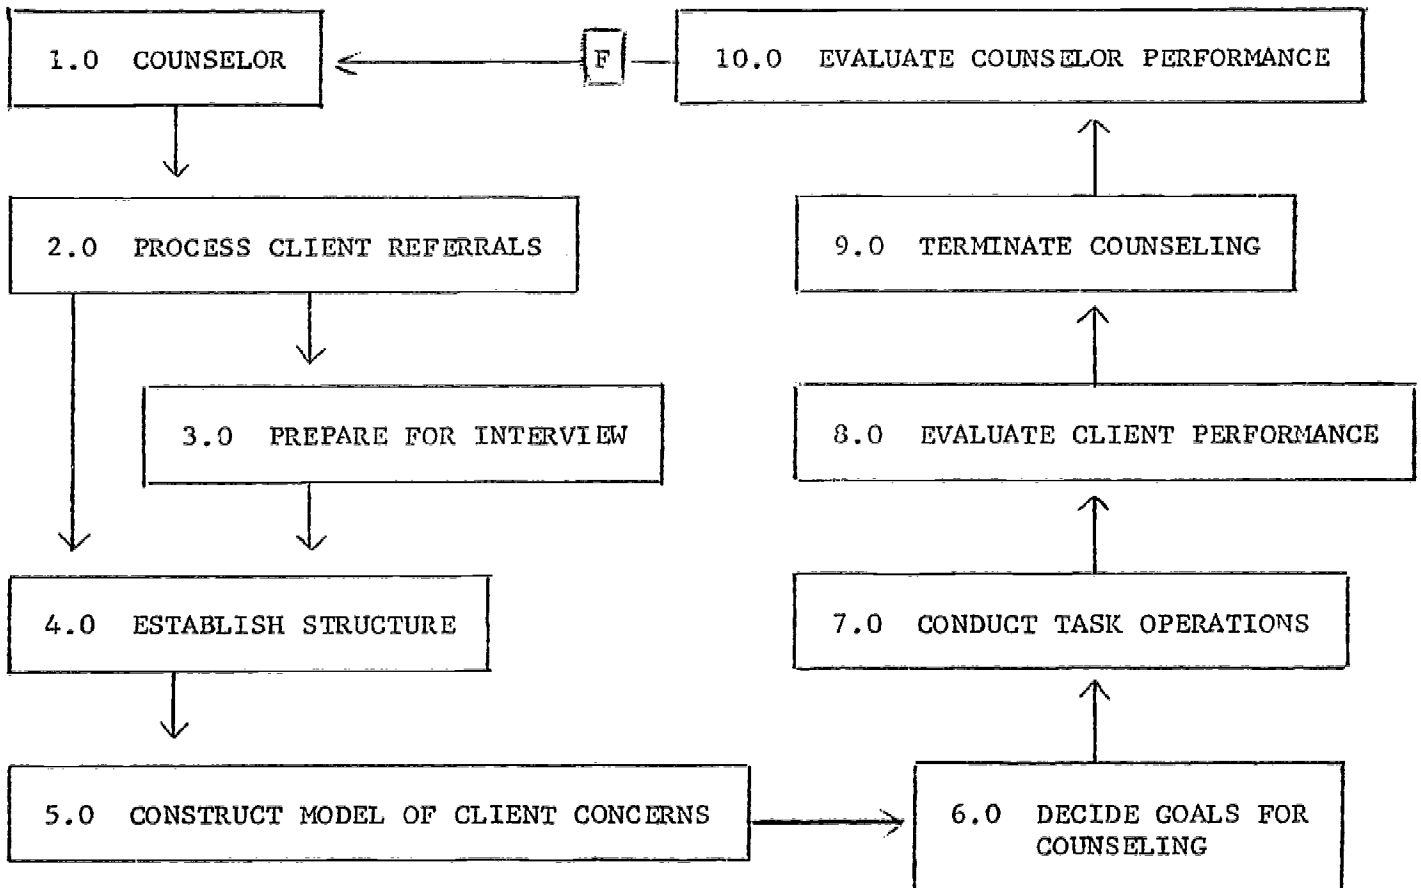 1.0 COUNSELOR
F
10.0 EVALUATE COUNSELOR PERFORMANCE
2.0 PROCESS CLIENT REFERRALS
9.0 TERMINATE COUNSELING
3.0 PREPARE FOR INTERVIEW
8.0 EVALUATE CLIENT PERFORMANCE
4.0 ESTABLISH STRUCTURE
7.0 CONDUCT TASK OPERATIONS
5.0 CONSTRUCT MODEL OF CLIENT CONCERNS
6.0 DECIDE GOALS FOR
COUNSELING